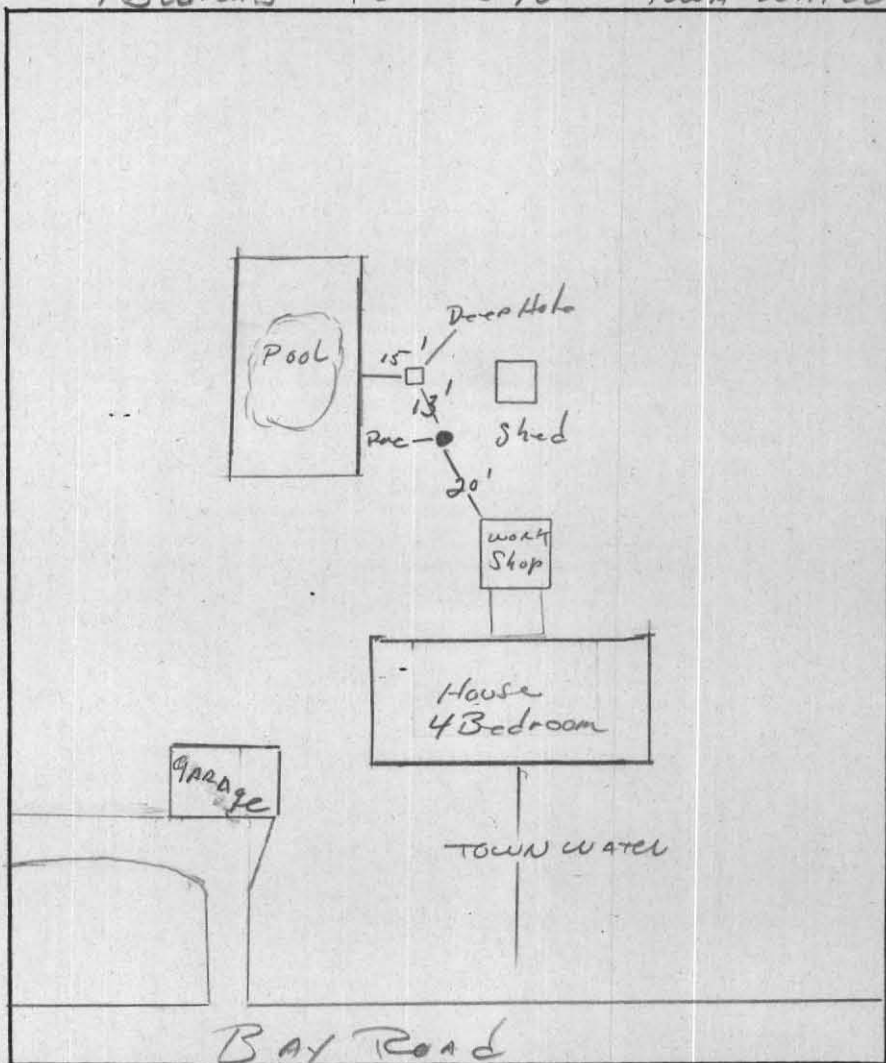 Deep Hole
Pool
15'
13'
Shed
20'
work
Shop
House
4 Bedroom
GARAge
TOWN WATER
BAY ROAd